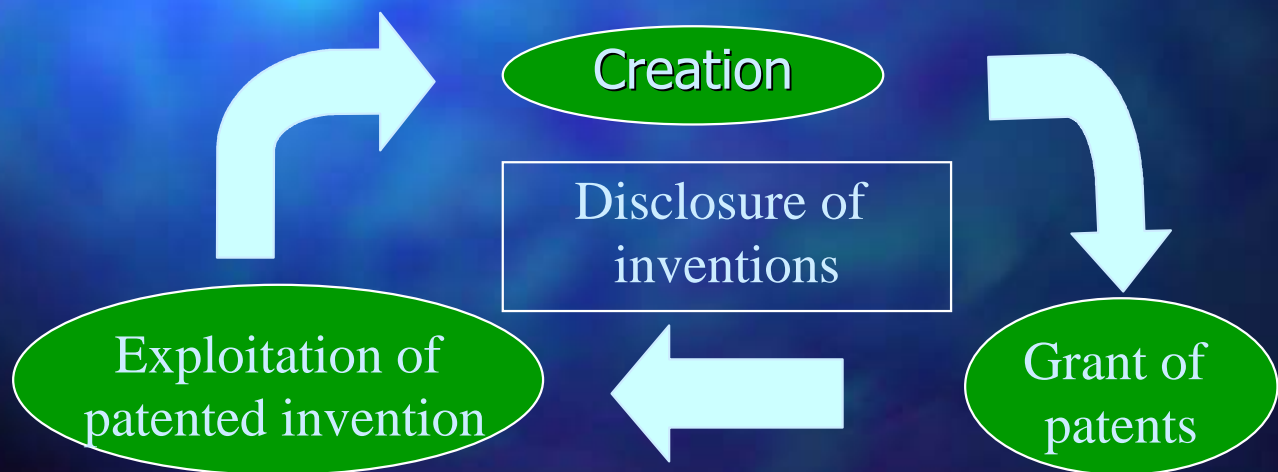 Creation
Disclosure of
inventions
Exploitation of
patented invention
Grant of
patents